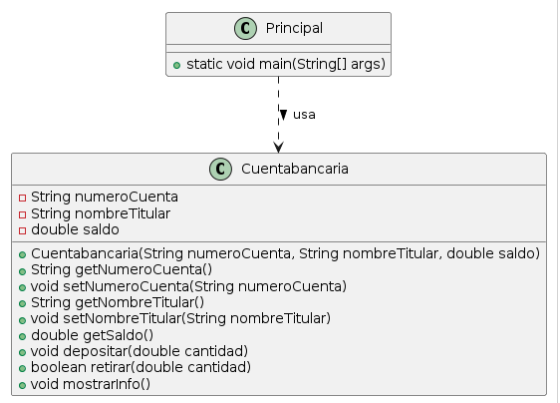 C Principal
static void main(String[] args)
usa
C Cuentabancaria
String numeroCuenta
String nombreTitular
double saldo
Cuentabancaria(String numeroCuenta, String nombreTitular, double saldo)
String getNumeroCuenta()
void setNumeroCuenta(String numeroCuenta)
String getNombreTitular()
void setNombreTitular(String nombreTitular)
double getSaldo()
void depositar(double cantidad)
boolean retirar(double cantidad)
void mostrarInfo()